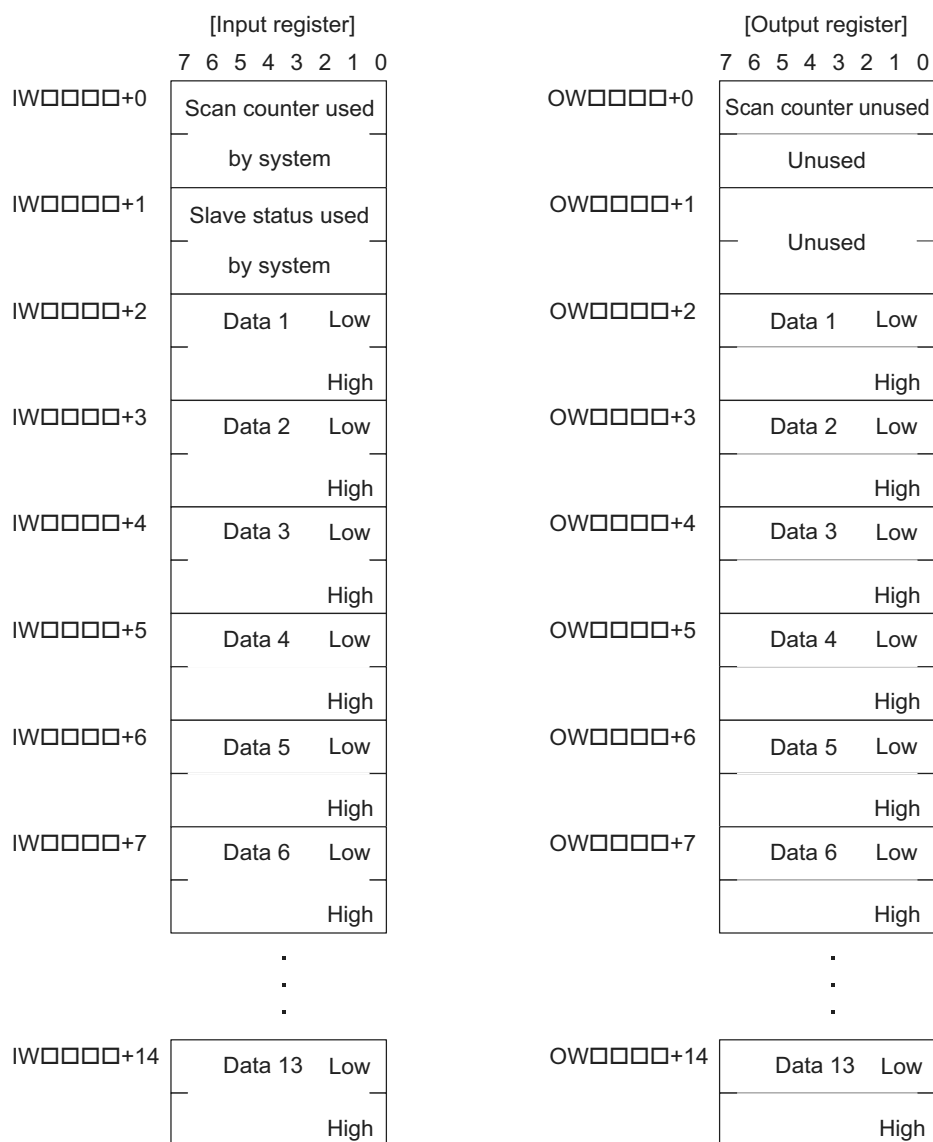 [Input register]
7 6 5 4 3 2 1 0
IW□□□□+0
Scan counter used
by system
IW□□□□+1
Slave status used
by system
IW□□□□+2
Data 1 Low
High
IW□□□□+3
Data 2 Low
High
IW□□□□+4
Data 3 Low
High
IW□□□□+5
Data 4 Low
High
IW□□□□+6
Data 5 Low
High
IW□□□□+7
Data 6 Low
High
IW□□□□+14
Data 13 Low
High
[Output register]
7 6 5 4 3 2 1 0
OW□□□□+0
Scan counter unused
Unused
OW□□□□+1
Unused
OW□□□□+2
Data 1 Low
High
OW□□□□+3
Data 2 Low
High
OW□□□□+4
Data 3 Low
High
OW□□□□+5
Data 4 Low
High
OW□□□□+6
Data 5 Low
High
OW□□□□+7
Data 6 Low
High
OW□□□□+14
Data 13 Low
High